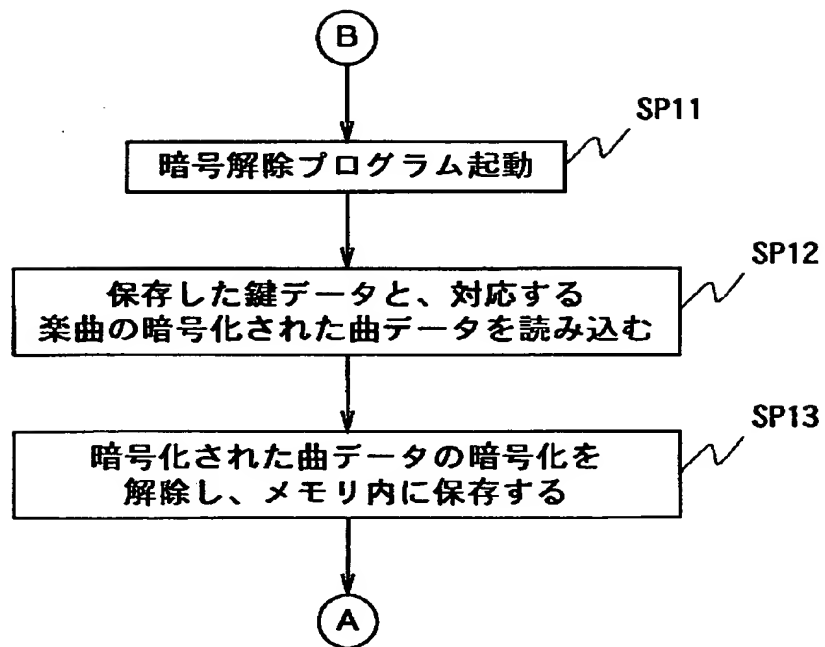 B
SP11
暗号解除プログラム起動
SP12
保存した鍵データと、対応する
楽曲の暗号化された曲データを読み込む
SP13
暗号化された曲データの暗号化を
解除し、メモリ内に保存する
A